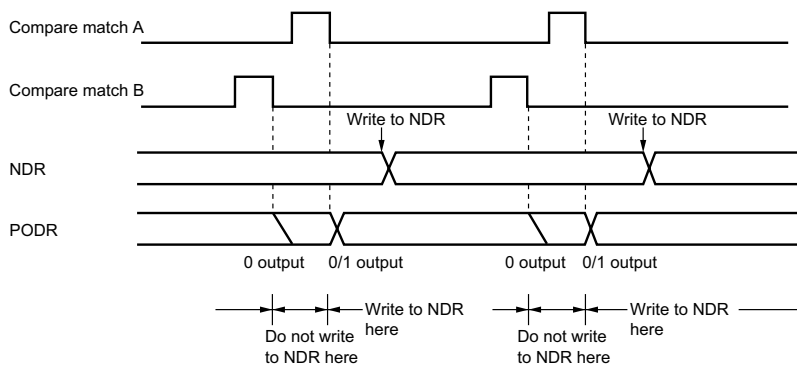 Compare match A
Compare match B
Write to NDR
Write to NDR
NDR
PODR
0 output
0/1 output
0 output
0/1 output
Write to NDR
here
Do not write
to NDR here
Write to NDR
here
Do not write
to NDR here